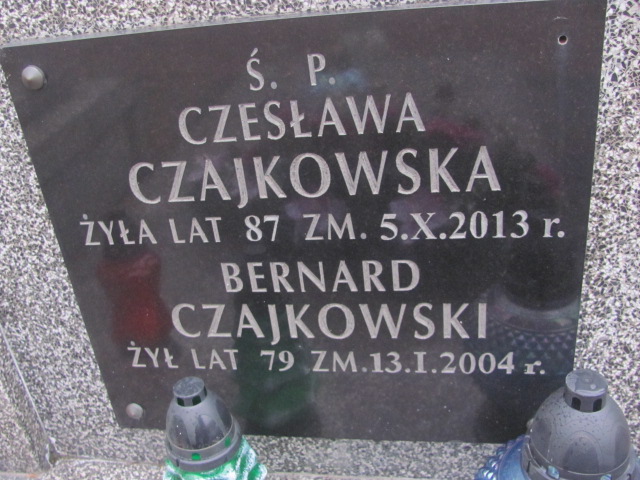 Ś. P.
CZESŁAWA
CZAJKOWSKA
ŻYŁA LAT 87 ZM. 5.X.2013 r.
BERNARD
CZAJKOWSKI
ŻYŁ LAT 79 ZM.13.I.2004 r.